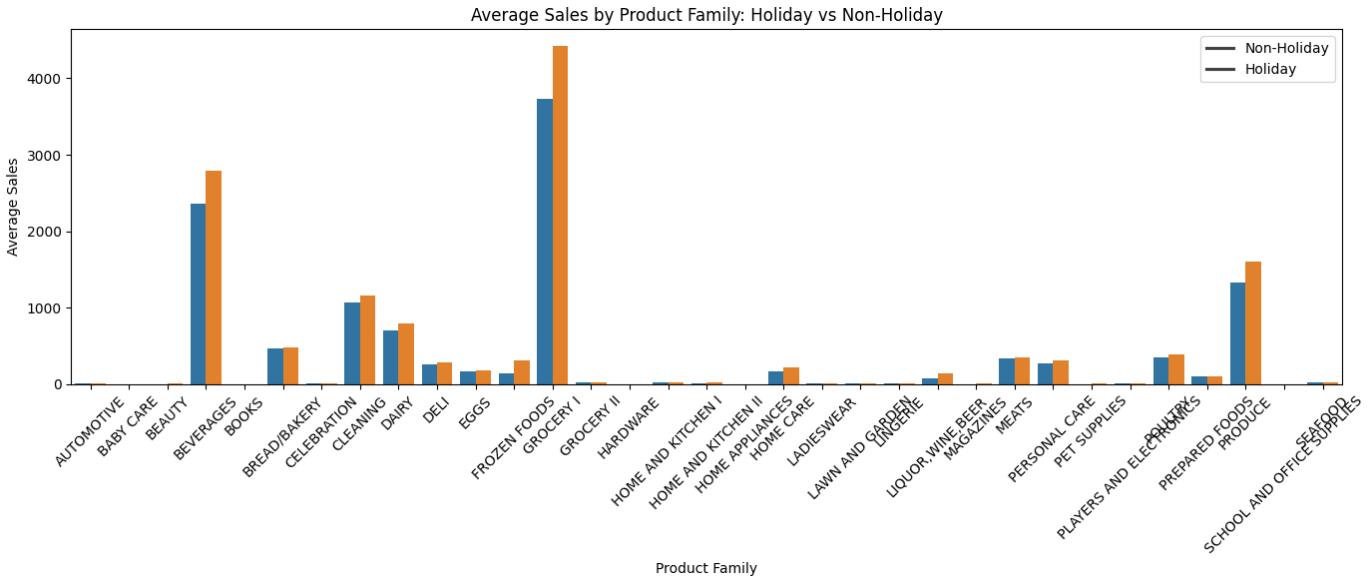 Average Sales by Product Family: Holiday vs Non-Holiday
Non-Holiday
Holiday
Average Sales
4000
3000
2000
1000
0
AUTOMOTIVE
BABY CARE
BEAUTY
BEVERAGES
BOOKS
BREAD/BAKERY
CELEBRATION
CLEANING
DAIRY
DELI
EGGS
FROZEN FOODS
GROCERY I
GROCERY II
HARDWARE
HOME AND KITCHEN I
HOME AND KITCHEN II
HOME APPLIANCES
HOME CARE
LADIESWEAR
LAWN AND GARDEN
LINGERIE
LIQUOR,WINE,BEER
MAGAZINES
MEATS
PERSONAL CARE
PET SUPPLIES
PLAYERS AND ELECTRONICS
POULTRY
PREPARED FOODS
PRODUCE
SCHOOL AND OFFICE SUPPLIES
SEAFOOD
Product Family